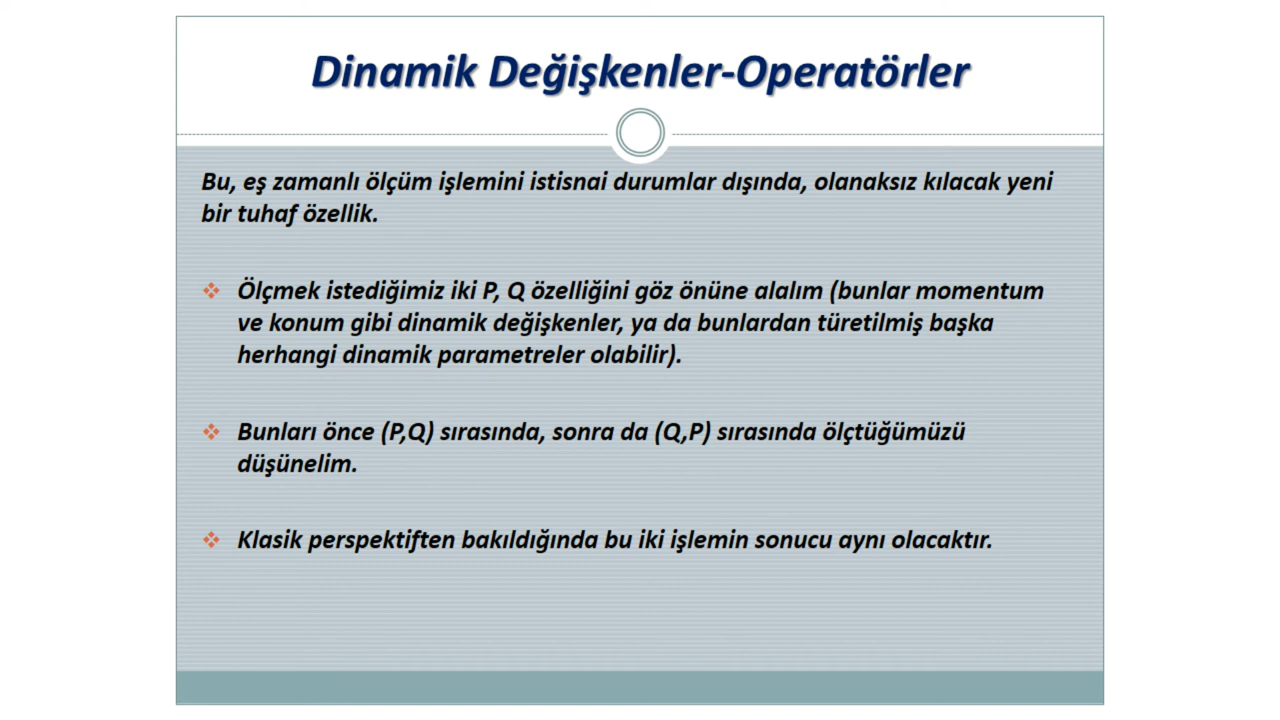 Dinamik Değişkenler-Operatörler
Bu, eş zamanlı ölçüm işlemini istisnai durumlar dışında, olanaksız kılacak yeni
bir tuhaf özellik.
Ölçmek istediğimiz iki P, Q özelliğini göz önüne alalım (bunlar momentum
ve konum gibi dinamik değişkenler, ya da bunlardan türetilmiş başka
herhangi dinamik parametreler olabilir).
Bunları önce (P,Q) sırasında, sonra da (Q,P) sırasında ölçtüğümüzü
düşünelim.
Klasik perspektiften bakıldığında bu iki işlemin sonucu aynı olacaktır.